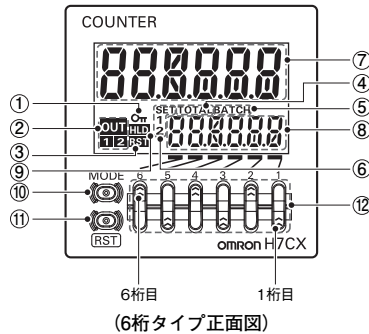 COUNTER
⑦
④
① SET TOTAL BATCH ⑤
② OUT HLD 1 ⑧
③ 1 2 RST 2
⑨ ⑥
MODE 6 5 4 3 2 1
⑩
⑪ ⑫
RST
OMRON H7CX
6桁目 1桁目
(6桁タイプ正面図)